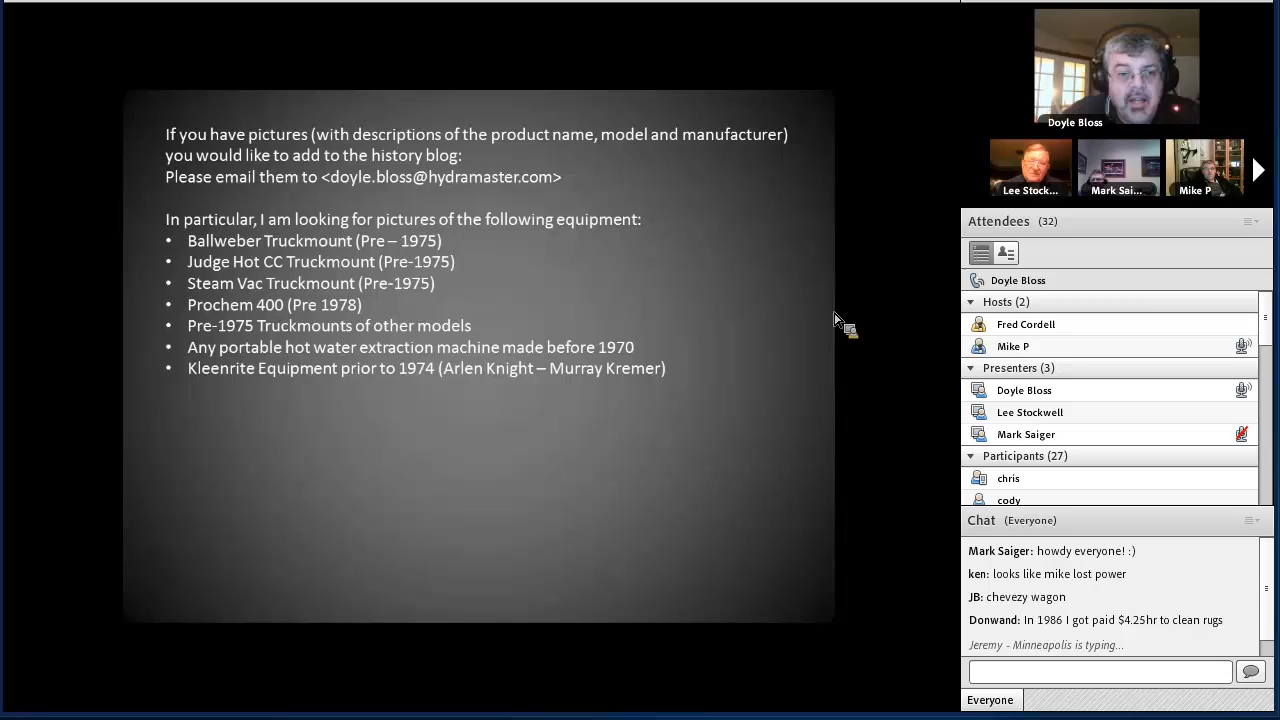 If you have pictures (with descriptions of the product name, model and manufacturer)
you would like to add to the history blog:
Please email them to <doyle.bloss@hydramaster.com>
In particular, I am looking for pictures of the following equipment:
• Ballweber Truckmount (Pre – 1975)
• Judge Hot CC Truckmount (Pre-1975)
• Steam Vac Truckmount (Pre-1975)
• Prochem 400 (Pre 1978)
• Pre-1975 Truckmounts of other models
• Any portable hot water extraction machine made before 1970
• Kleenrite Equipment prior to 1974 (Arlen Knight – Murray Kremer)
Doyle Bloss
Lee Stock...
Mark Sai...
Mike P
Attendees (32)
Doyle Bloss
Hosts (2)
Fred Cordell
Mike P
Presenters (3)
Doyle Bloss
Lee Stockwell
Mark Saiger
Participants (27)
chris
cody
Chat (Everyone)
Mark Saiger: howdy everyone! :)
ken: looks like mike lost power
JB: chevezy wagon
Donwand: In 1986 I got paid $4.25hr to clean rugs
Jeremy - Minneapolis is typing...
Everyone